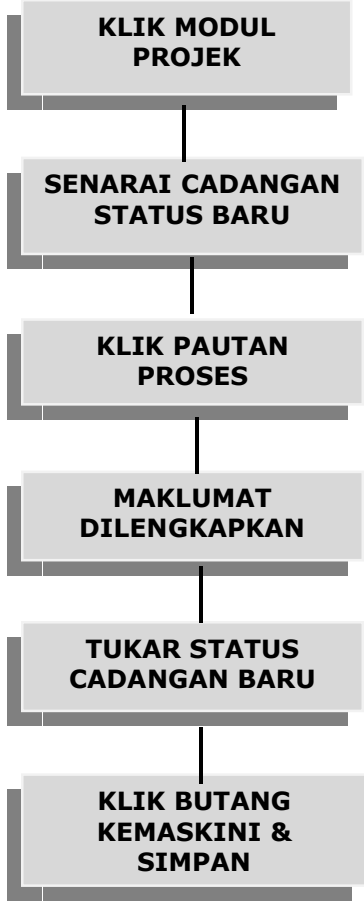 KLIK MODUL
PROJEK
SENARAI CADANGAN
STATUS BARU
KLIK PAUTAN
PROSES
MAKLUMAT
DILENGKAPKAN
TUKAR STATUS
CADANGAN BARU
KLIK BUTANG
KEMASKINI &
SIMPAN